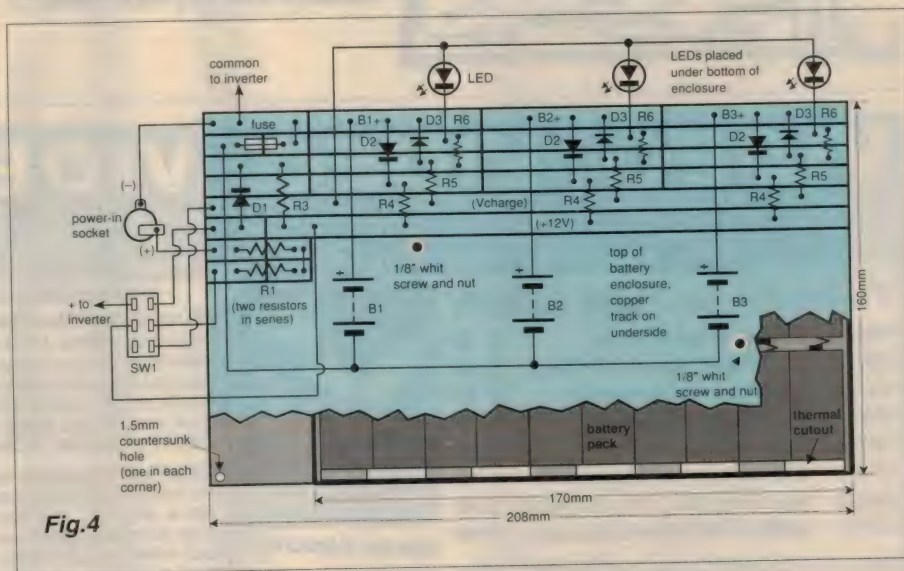 common
to inverter
LED
LEDs placed
under bottom of
enclosure
fuse
B1+
D3
R6
B2+
D3
R6
B3+
D3
R6
D2
D2
D2
(–)
D1
R3
R5
R5
R5
R4
(Vcharge)
R4
R4
power-in
socket
(+)
(+12V)
R1
(two resistors
in series)
1/8" whit
screw and nut
top of
battery
enclosure,
copper
track on
underside
160mm
+ to
inverter
+
B1
+
B2
+
B3
SW1
1/8" whit
screw and nut
1.5mm
countersunk
hole
(one in each
corner)
battery
pack
thermal
cutout
170mm
208mm
Fig.4